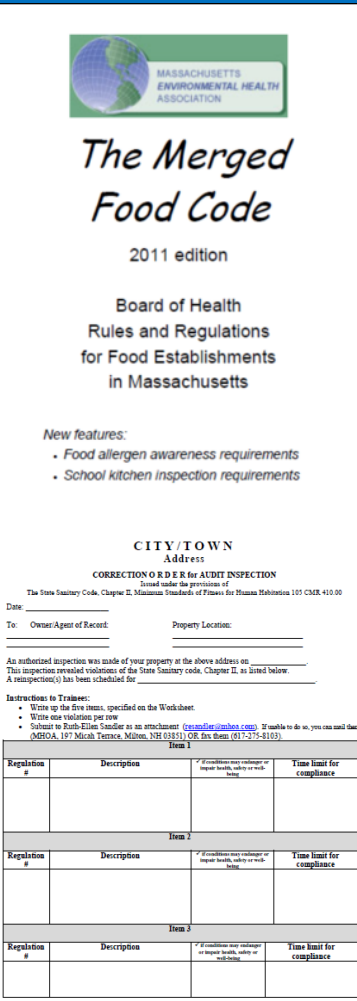 MASSACHUSETTS
ENVIRONMENTAL HEALTH
ASSOCIATION
The Merged
Food Code
2011 edition
Board of Health
Rules and Regulations
for Food Establishments
in Massachusetts
New features:
• Food allergen awareness requirements
• School kitchen inspection requirements
CITY/TOWN
Address
CORRECTION O R D E R for AUDIT INSPECTION
Issued under the provisions of
The State Sanitary Code, Chapter II, Minimum Standards of Fitness for Human Habitation 105 CMR 410.00
Date:
To: Owner/Agent of Record: Property Location:
An authorized inspection was made of your property at the above address on
This inspection revealed violations of the State Sanitary code, Chapter II, as listed below.
A reinspection(s) has been scheduled for
Instructions to Trainees:
• Write up the five items, specified on the Worksheet.
• Write one violation per row
• Submit to Ruth-Ellen Sandler as an attachment (resandler@mhoa.com). If unable to do so, you can mail them
(MHOA, 197 Micah Terrace, Milton, NH 03851) OR fax them (617-275-8103).
Item 1
Regulation # Description ✓ if conditions may endanger or impair health, safety or well-being Time limit for compliance
Item 2
Regulation # Description ✓ if conditions may endanger or impair health, safety or well-being Time limit for compliance
Item 3
Regulation # Description ✓ if conditions may endanger or impair health, safety or well-being Time limit for compliance